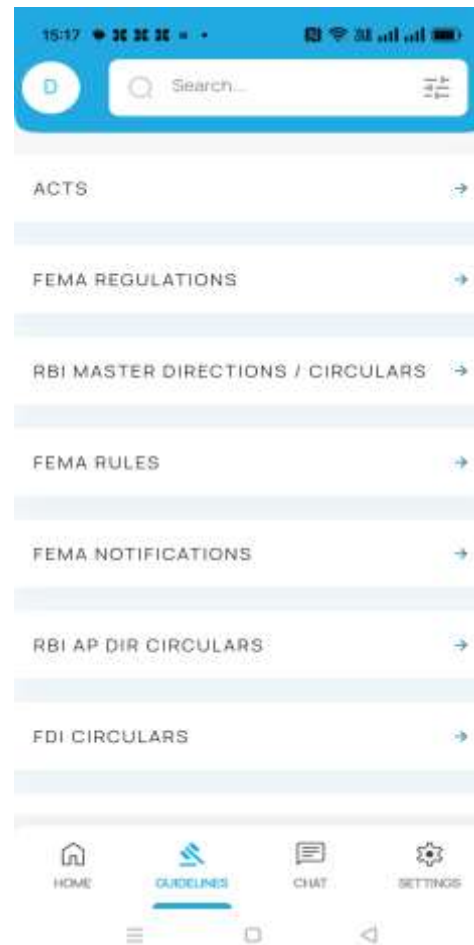 15:17
D Search...
ACTS
FEMA REGULATIONS
RBI MASTER DIRECTIONS / CIRCULARS
FEMA RULES
FEMA NOTIFICATIONS
RBI AP DIR CIRCULARS
FDI CIRCULARS
HOME GUIDELINES CHAT SETTINGS